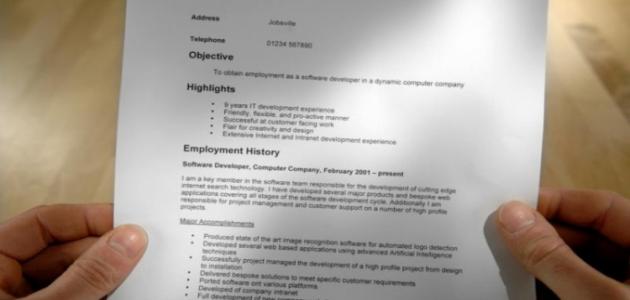 Address Jobsville
Telephone 01234 567890
Objective
To obtain employment as a software developer in a dynamic computer company
Highlights
• 9 years IT development experience
• Friendly, flexible, and pro-active manner
• Successful at customer facing work
• Flair for creativity and design
• Extensive Internet and Intranet development experience
Employment History
Software Developer, Computer Company, February 2001 – present
I am a key member in the software team responsible for the development of cutting edge
internet search technology. I have developed several major products and bespoke web
applications covering all stages of the software development cycle. Additionally I am
responsible for project management and customer support on a number of high profile
projects.
Major Accomplishments
• Produced state of the art image recognition software for automated logo detection
• Developed several web based applications using advanced Artificial Intelligence
techniques
• Successfully project managed the development of a high profile project from design
to installation
• Delivered bespoke solutions to meet specific customer requirements
• Ported software ont various platforms
• Developed of company intranet
• Full development of new